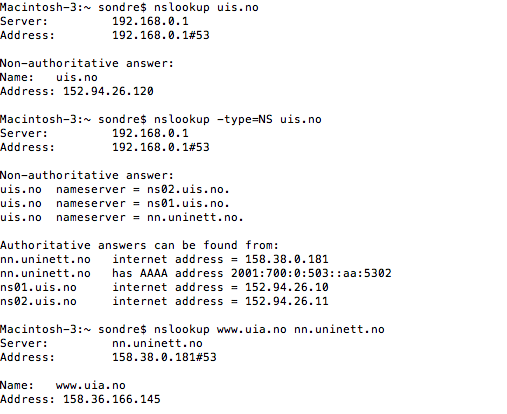 Macintosh-3:~ sondre$ nslookup uis.no
Server:         192.168.0.1
Address:        192.168.0.1#53

Non-authoritative answer:
Name:   uis.no
Address: 152.94.26.120

Macintosh-3:~ sondre$ nslookup -type=NS uis.no
Server:         192.168.0.1
Address:        192.168.0.1#53

Non-authoritative answer:
uis.no  nameserver = ns02.uis.no.
uis.no  nameserver = ns01.uis.no.
uis.no  nameserver = nn.uninett.no.

Authoritative answers can be found from:
nn.uninett.no   internet address = 158.38.0.181
nn.uninett.no   has AAAA address 2001:700:0:503::aa:5302
ns01.uis.no     internet address = 152.94.26.10
ns02.uis.no     internet address = 152.94.26.11

Macintosh-3:~ sondre$ nslookup www.uia.no nn.uninett.no
Server:         nn.uninett.no
Address:        158.38.0.181#53

Name:   www.uia.no
Address: 158.36.166.145